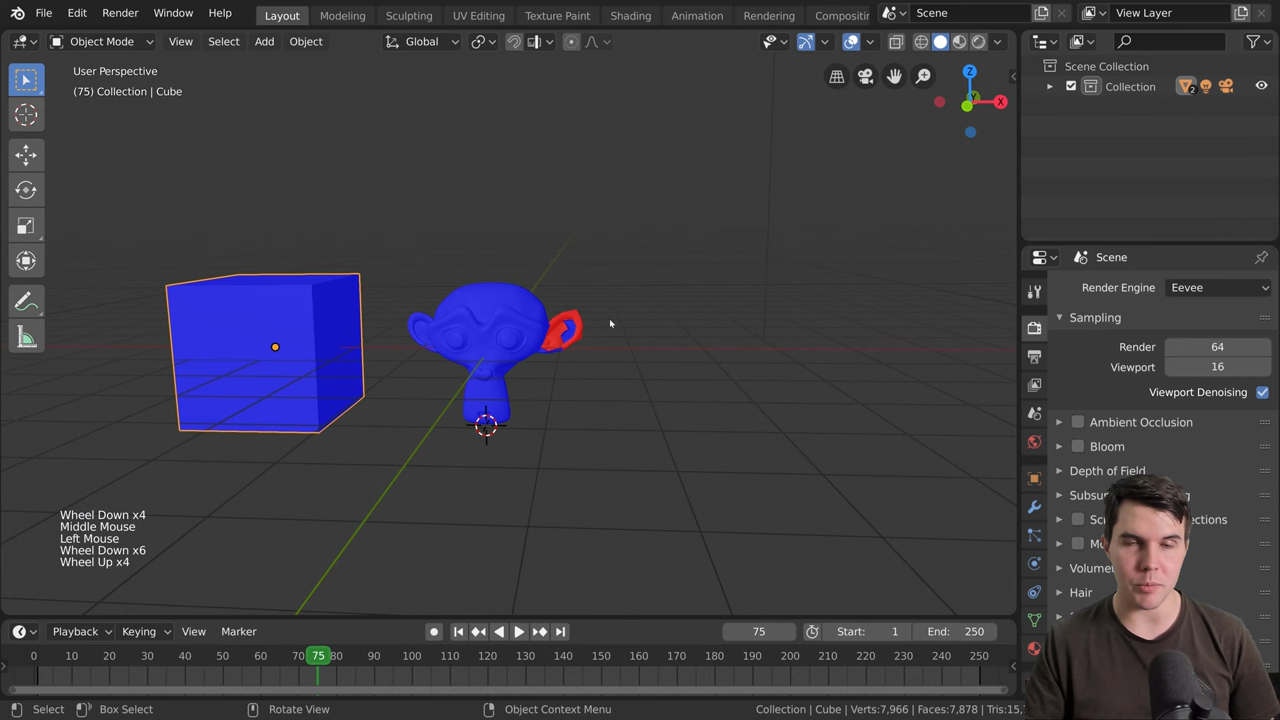 File Edit Render Window Help Layout Modeling Sculpting UV Editing Texture Paint Shading Animation Rendering Scene View Layer
Object Mode View Select Add Object Global
User Perspective
(75) Collection | Cube
X
Z
Scene Collection
Collection
2
Scene
Render Engine Eevee
Sampling
Render 64
Viewport 16
Viewport Denoising
Ambient Occlusion
Bloom
Depth of Field
Volume
Hair
Wheel Down x4
Middle Mouse
Left Mouse
Wheel Down x6
Wheel Up x4
Playback Keying View Marker 75 Start: 1 End: 250
0 10 20 30 40 50 60 70 75 80 90 100 110 120 130 140 150 160 170 180 190 200 210 220 230 240 250
Select Box Select Rotate View Object Context Menu Collection | Cube | Verts:7,966 | Faces:7,878 | Tris:15,7